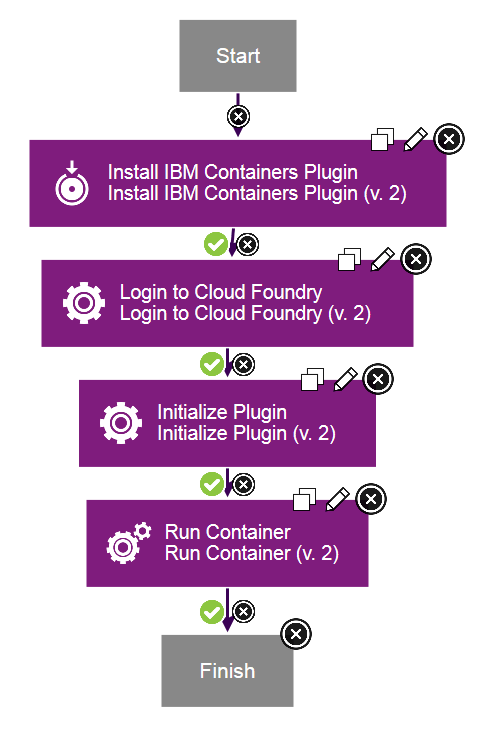 Start
Install IBM Containers Plugin
Install IBM Containers Plugin (v. 2)
Login to Cloud Foundry
Login to Cloud Foundry (v. 2)
Initialize Plugin
Initialize Plugin (v. 2)
Run Container
Run Container (v. 2)
Finish